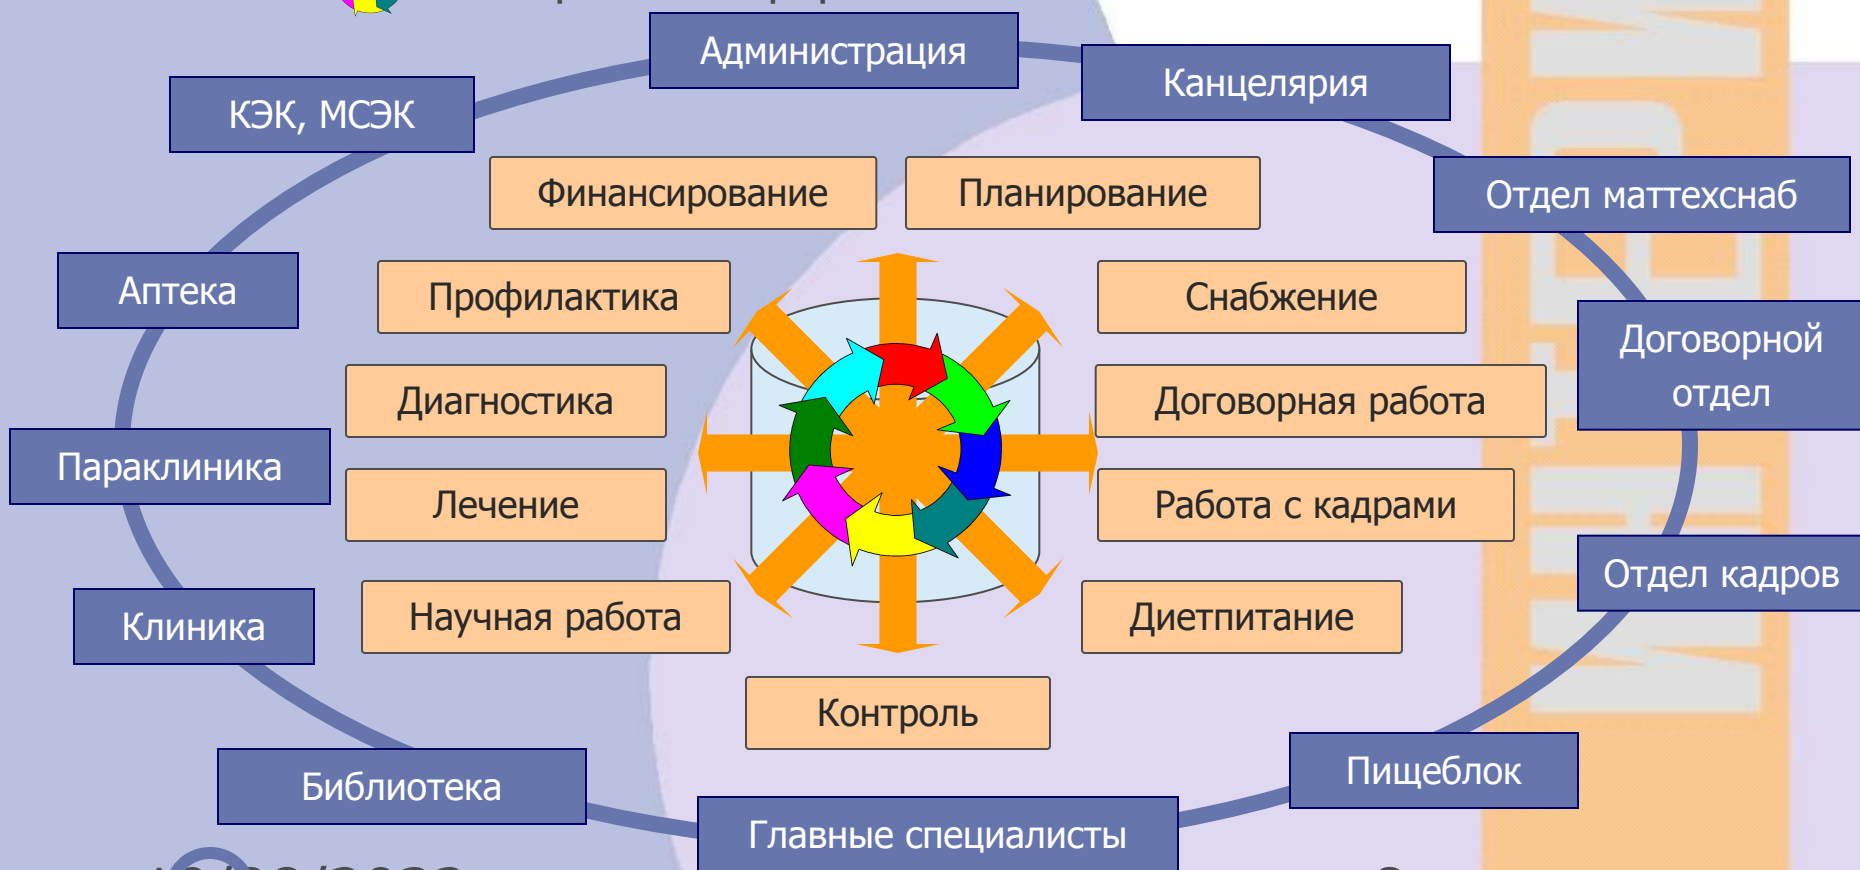 Администрация
Канцелярия
КЭК, МСЭК
Финансирование
Планирование
Отдел маттехснаб
Аптека
Профилактика
Снабжение
Договорной
отдел
Диагностика
Договорная работа
Параклиника
Лечение
Работа с кадрами
Отдел кадров
Клиника
Научная работа
Диетпитание
Контроль
Библиотека
Пищеблок
Главные специалисты